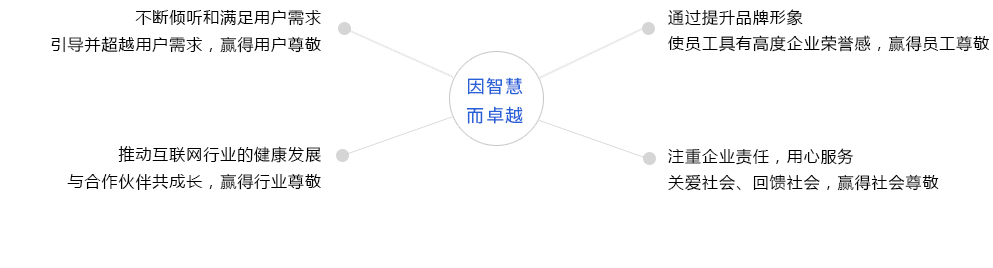 不断倾听和满足用户需求
引导并超越用户需求，赢得用户尊敬
通过提升品牌形象
使员工具有高度企业荣誉感，赢得员工尊敬
因智慧
而卓越
推动互联网行业的健康发展
与合作伙伴共成长，赢得行业尊敬
注重企业责任，用心服务
关爱社会、回馈社会，赢得社会尊敬